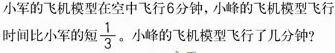 小军的飞机模型在空中飞行6分钟，小峰的飞机模型飞行
时间比小军的短1/3。小峰的飞机模型飞行了几分钟？